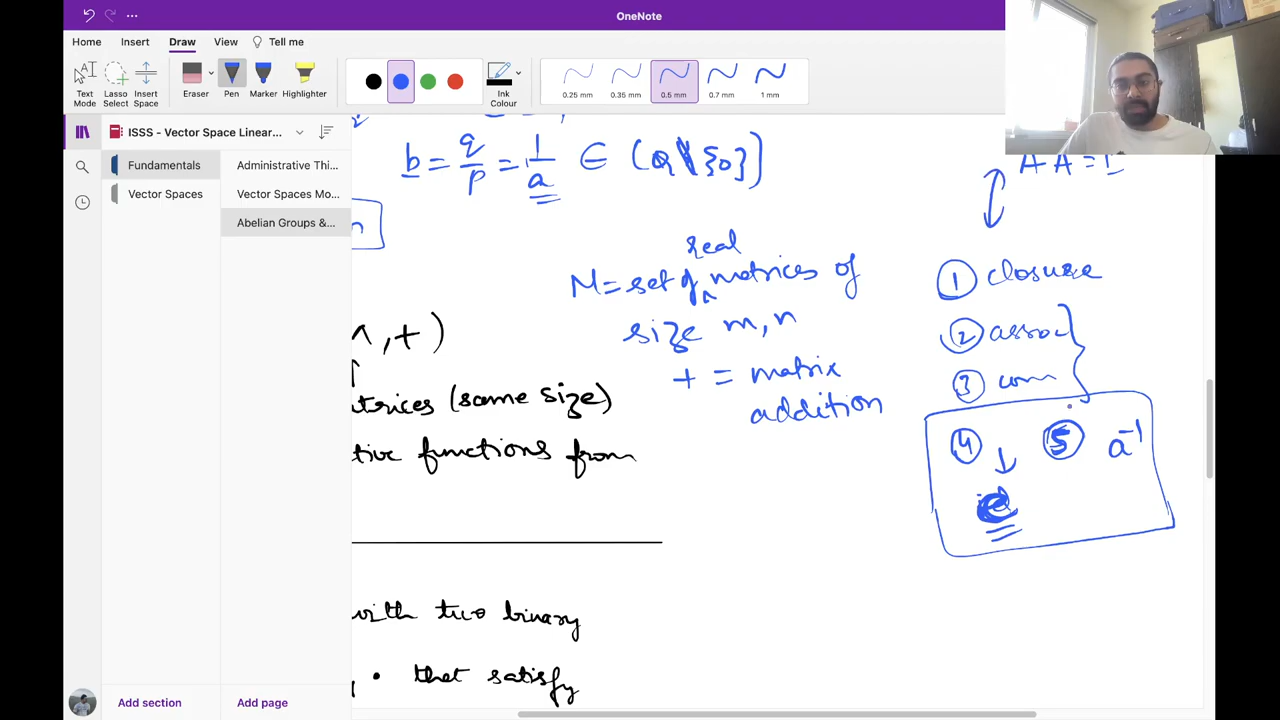 OneNote
Home Insert Draw View Tell me
Text Mode
Lasso Select
Insert Space
Eraser
Pen
Marker
Highlighter
Ink Colour
0.25 mm
0.35 mm
0.5 mm
0.7 mm
1 mm
ISSS - Vector Space Linear...
Fundamentals
Vector Spaces
Administrative Thi...
Vector Spaces Mo...
Abelian Groups &...
b = q/p = 1/a ∈ (Q \ {0})
n
, + )
trices (same size)
tive functions from
with two binary
, • that satisfy
real
M = set of ^ matrices of
size m, n
+ = matrix
addition
A A = I
① closure
② assoc
③ com
④ ↓ ⑤ a⁻¹
e
Add section
Add page